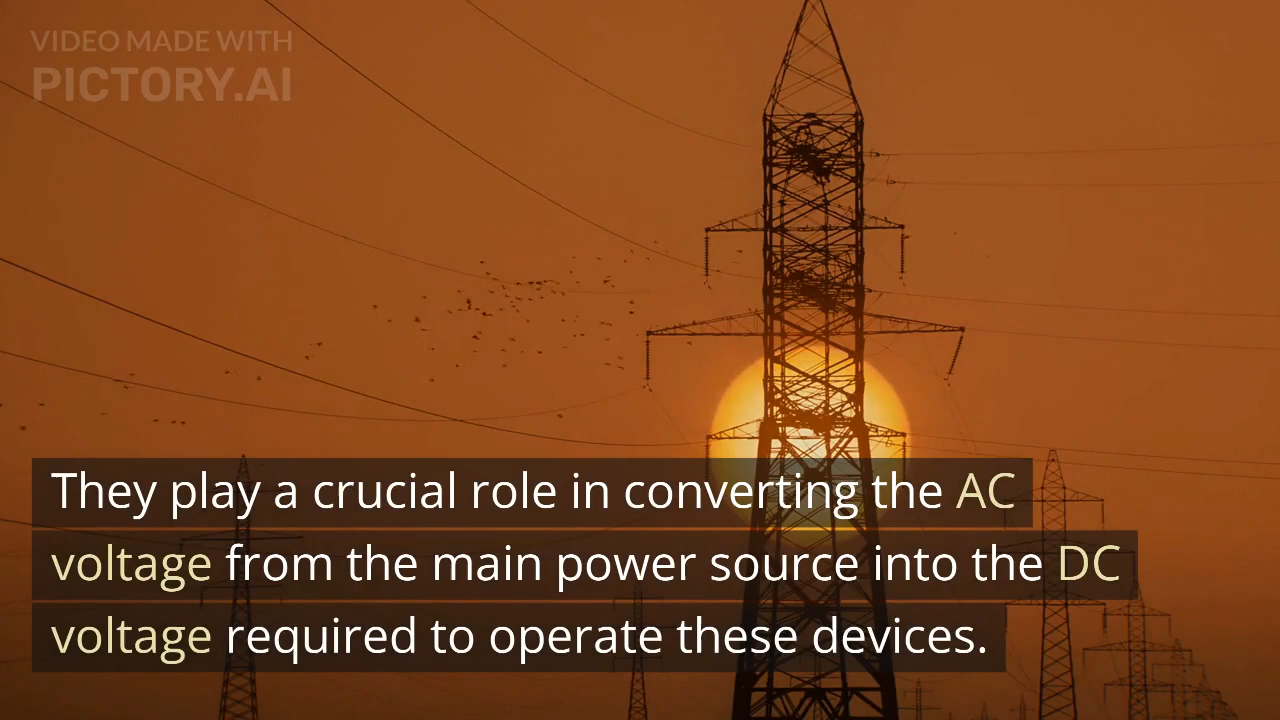 VIDEO MADE WITH
PICTORY.AI
They play a crucial role in converting the AC
voltage from the main power source into the DC
voltage required to operate these devices.